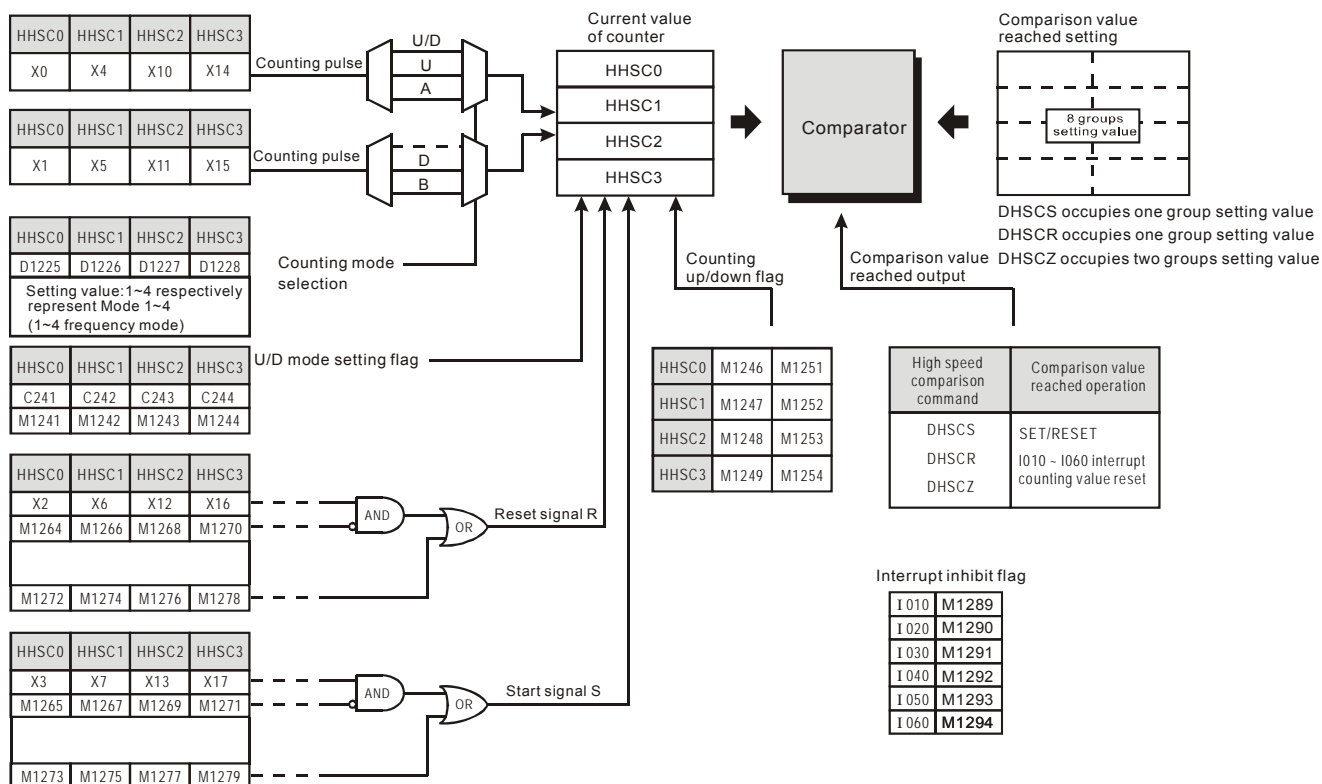 HHSC0 HHSC1 HHSC2 HHSC3
X0 X4 X10 X14
Counting pulse
U/D
U
A
HHSC0 HHSC1 HHSC2 HHSC3
X1 X5 X11 X15
Counting pulse
D
B
HHSC0 HHSC1 HHSC2 HHSC3
D1225 D1226 D1227 D1228
Setting value:1~4 respectively
represent Mode 1~4
(1~4 frequency mode)
Counting mode
selection
HHSC0 HHSC1 HHSC2 HHSC3
C241 C242 C243 C244
M1241 M1242 M1243 M1244
U/D mode setting flag
HHSC0 HHSC1 HHSC2 HHSC3
X2 X6 X12 X16
M1264 M1266 M1268 M1270
M1272 M1274 M1276 M1278
AND
OR
Reset signal R
HHSC0 HHSC1 HHSC2 HHSC3
X3 X7 X13 X17
M1265 M1267 M1269 M1271
M1273 M1275 M1277 M1279
AND
OR
Start signal S
Current value
of counter
HHSC0
HHSC1
HHSC2
HHSC3
Comparator
Comparison value
reached setting
8 groups
setting value
DHSCS occupies one group setting value
DHSCR occupies one group setting value
DHSCZ occupies two groups setting value
Counting
up/down flag
HHSC0 M1246 M1251
HHSC1 M1247 M1252
HHSC2 M1248 M1253
HHSC3 M1249 M1254
Comparison value
reached output
High speed
comparison
command
Comparison value
reached operation
DHSCS
DHSCR
DHSCZ
SET/RESET
I010 ~ I060 interrupt
counting value reset
Interrupt inhibit flag
I 010 M1289
I 020 M1290
I 030 M1291
I 040 M1292
I 050 M1293
I 060 M1294